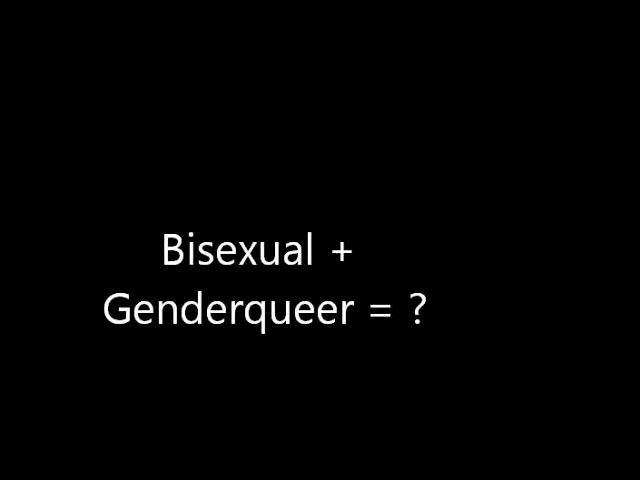 Bisexual +
Genderqueer = ?